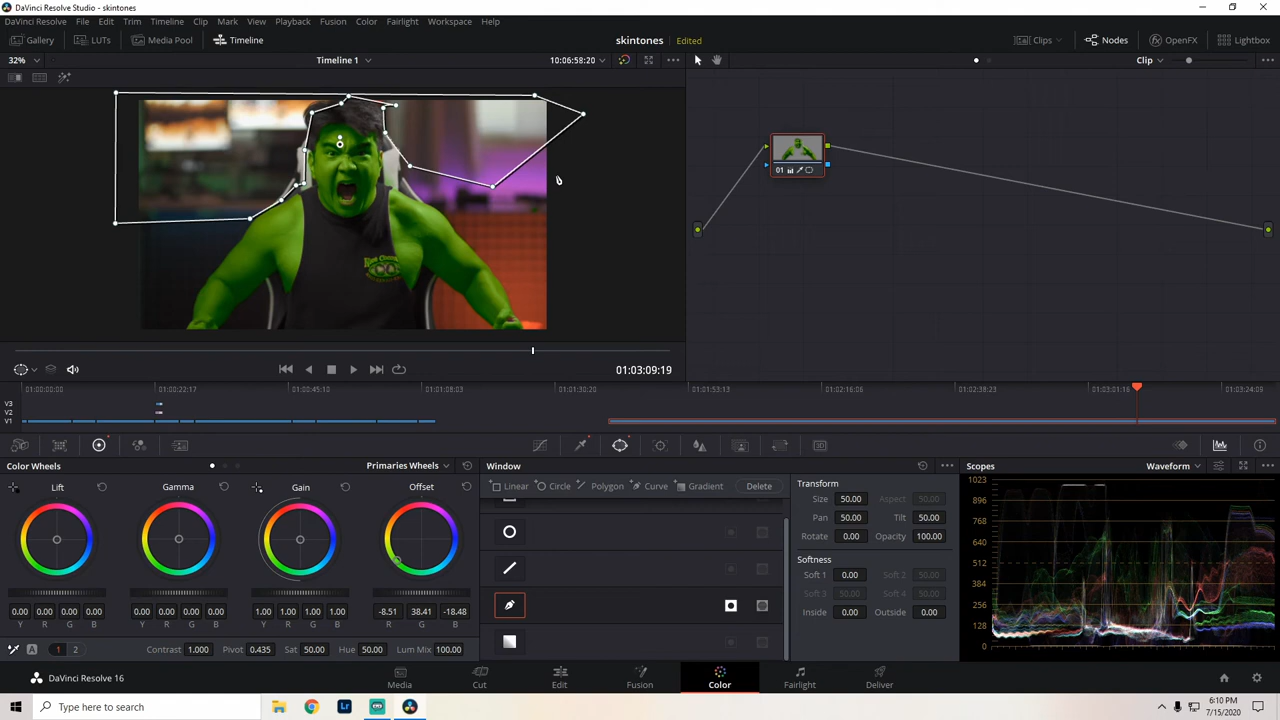 DaVinci Resolve Studio - skintones
DaVinci Resolve File Edit Trim Timeline Clip Mark View Playback Fusion Color Fairlight Workspace Help
Gallery LUTs Media Pool Timeline skintones Edited Clips Nodes OpenFX Lightbox
32% Timeline 1 10:06:58:20 Clip
01
01:03:09:19
01:00:00:00 01:00:22:17 01:00:45:10 01:01:08:03 01:01:30:20 01:01:53:13 01:02:16:06 01:02:38:23 01:03:01:16 01:03:24:09
V3
V2
V1
Color Wheels Primaries Wheels Window Scopes Waveform
Lift Gamma Gain Offset
Linear Circle Polygon Curve Gradient Delete
Transform
Size 50.00 Aspect 50.00
Pan 50.00 Tilt 50.00
Rotate 0.00 Opacity 100.00
Softness
Soft 1 0.00 Soft 2 50.00
Soft 3 50.00 Soft 4 50.00
Inside 0.00 Outside 0.00
1023
896
768
640
512
384
256
128
0
0.00 0.00 0.00 0.00 0.00 0.00 0.00 0.00 1.00 1.00 1.00 1.00 -8.51 38.41 -18.48
Y R G B Y R G B Y R G B R G B
A 1 2 Contrast 1.000 Pivot 0.435 Sat 50.00 Hue 50.00 Lum Mix 100.00
DaVinci Resolve 16
Media Cut Edit Fusion Color Fairlight Deliver
Type here to search
Lr
6:10 PM
7/15/2020